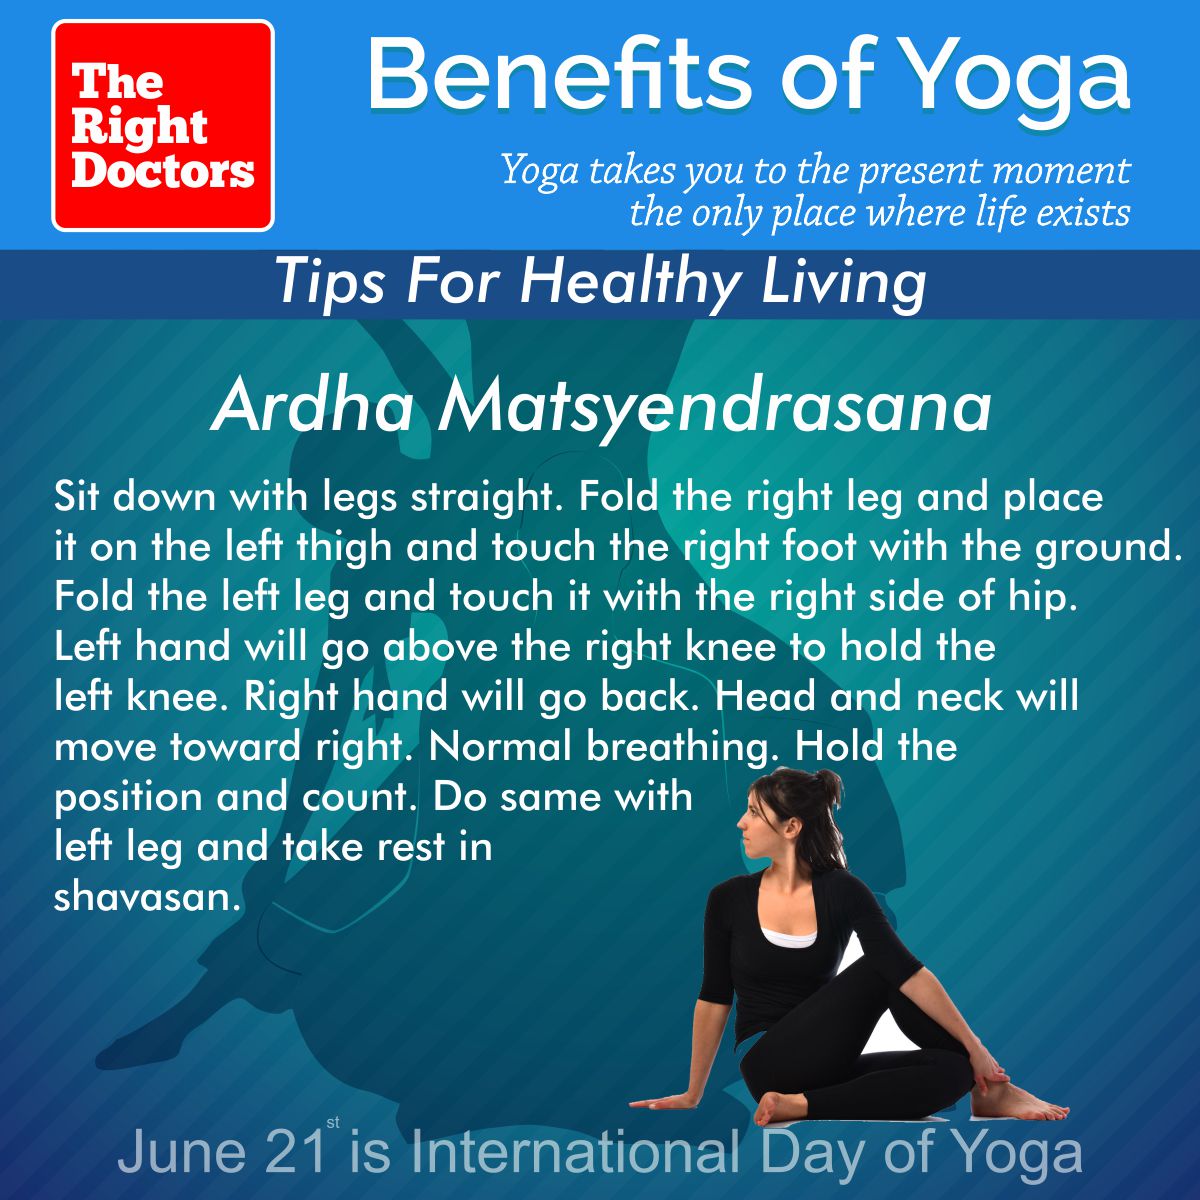 The
Right
Doctors
Benefits of Yoga
Yoga takes you to the present moment
the only place where life exists
Tips For Healthy Living
Ardha Matsyendrasana
Sit down with legs straight. Fold the right leg and place
it on the left thigh and touch the right foot with the ground.
Fold the left leg and touch it with the right side of hip.
Left hand will go above the right knee to hold the
left knee. Right hand will go back. Head and neck will
move toward right. Normal breathing. Hold the
position and count. Do same with
left leg and take rest in
shavasan.
June 21st is International Day of Yoga